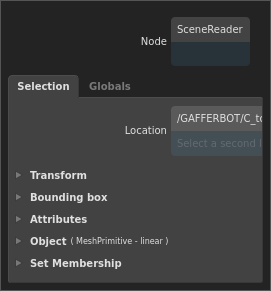 Node SceneReader
Selection Globals
Location /GAFFERBOT/C_to
Select a second l
Transform
Bounding box
Attributes
Object ( MeshPrimitive - linear )
Set Membership